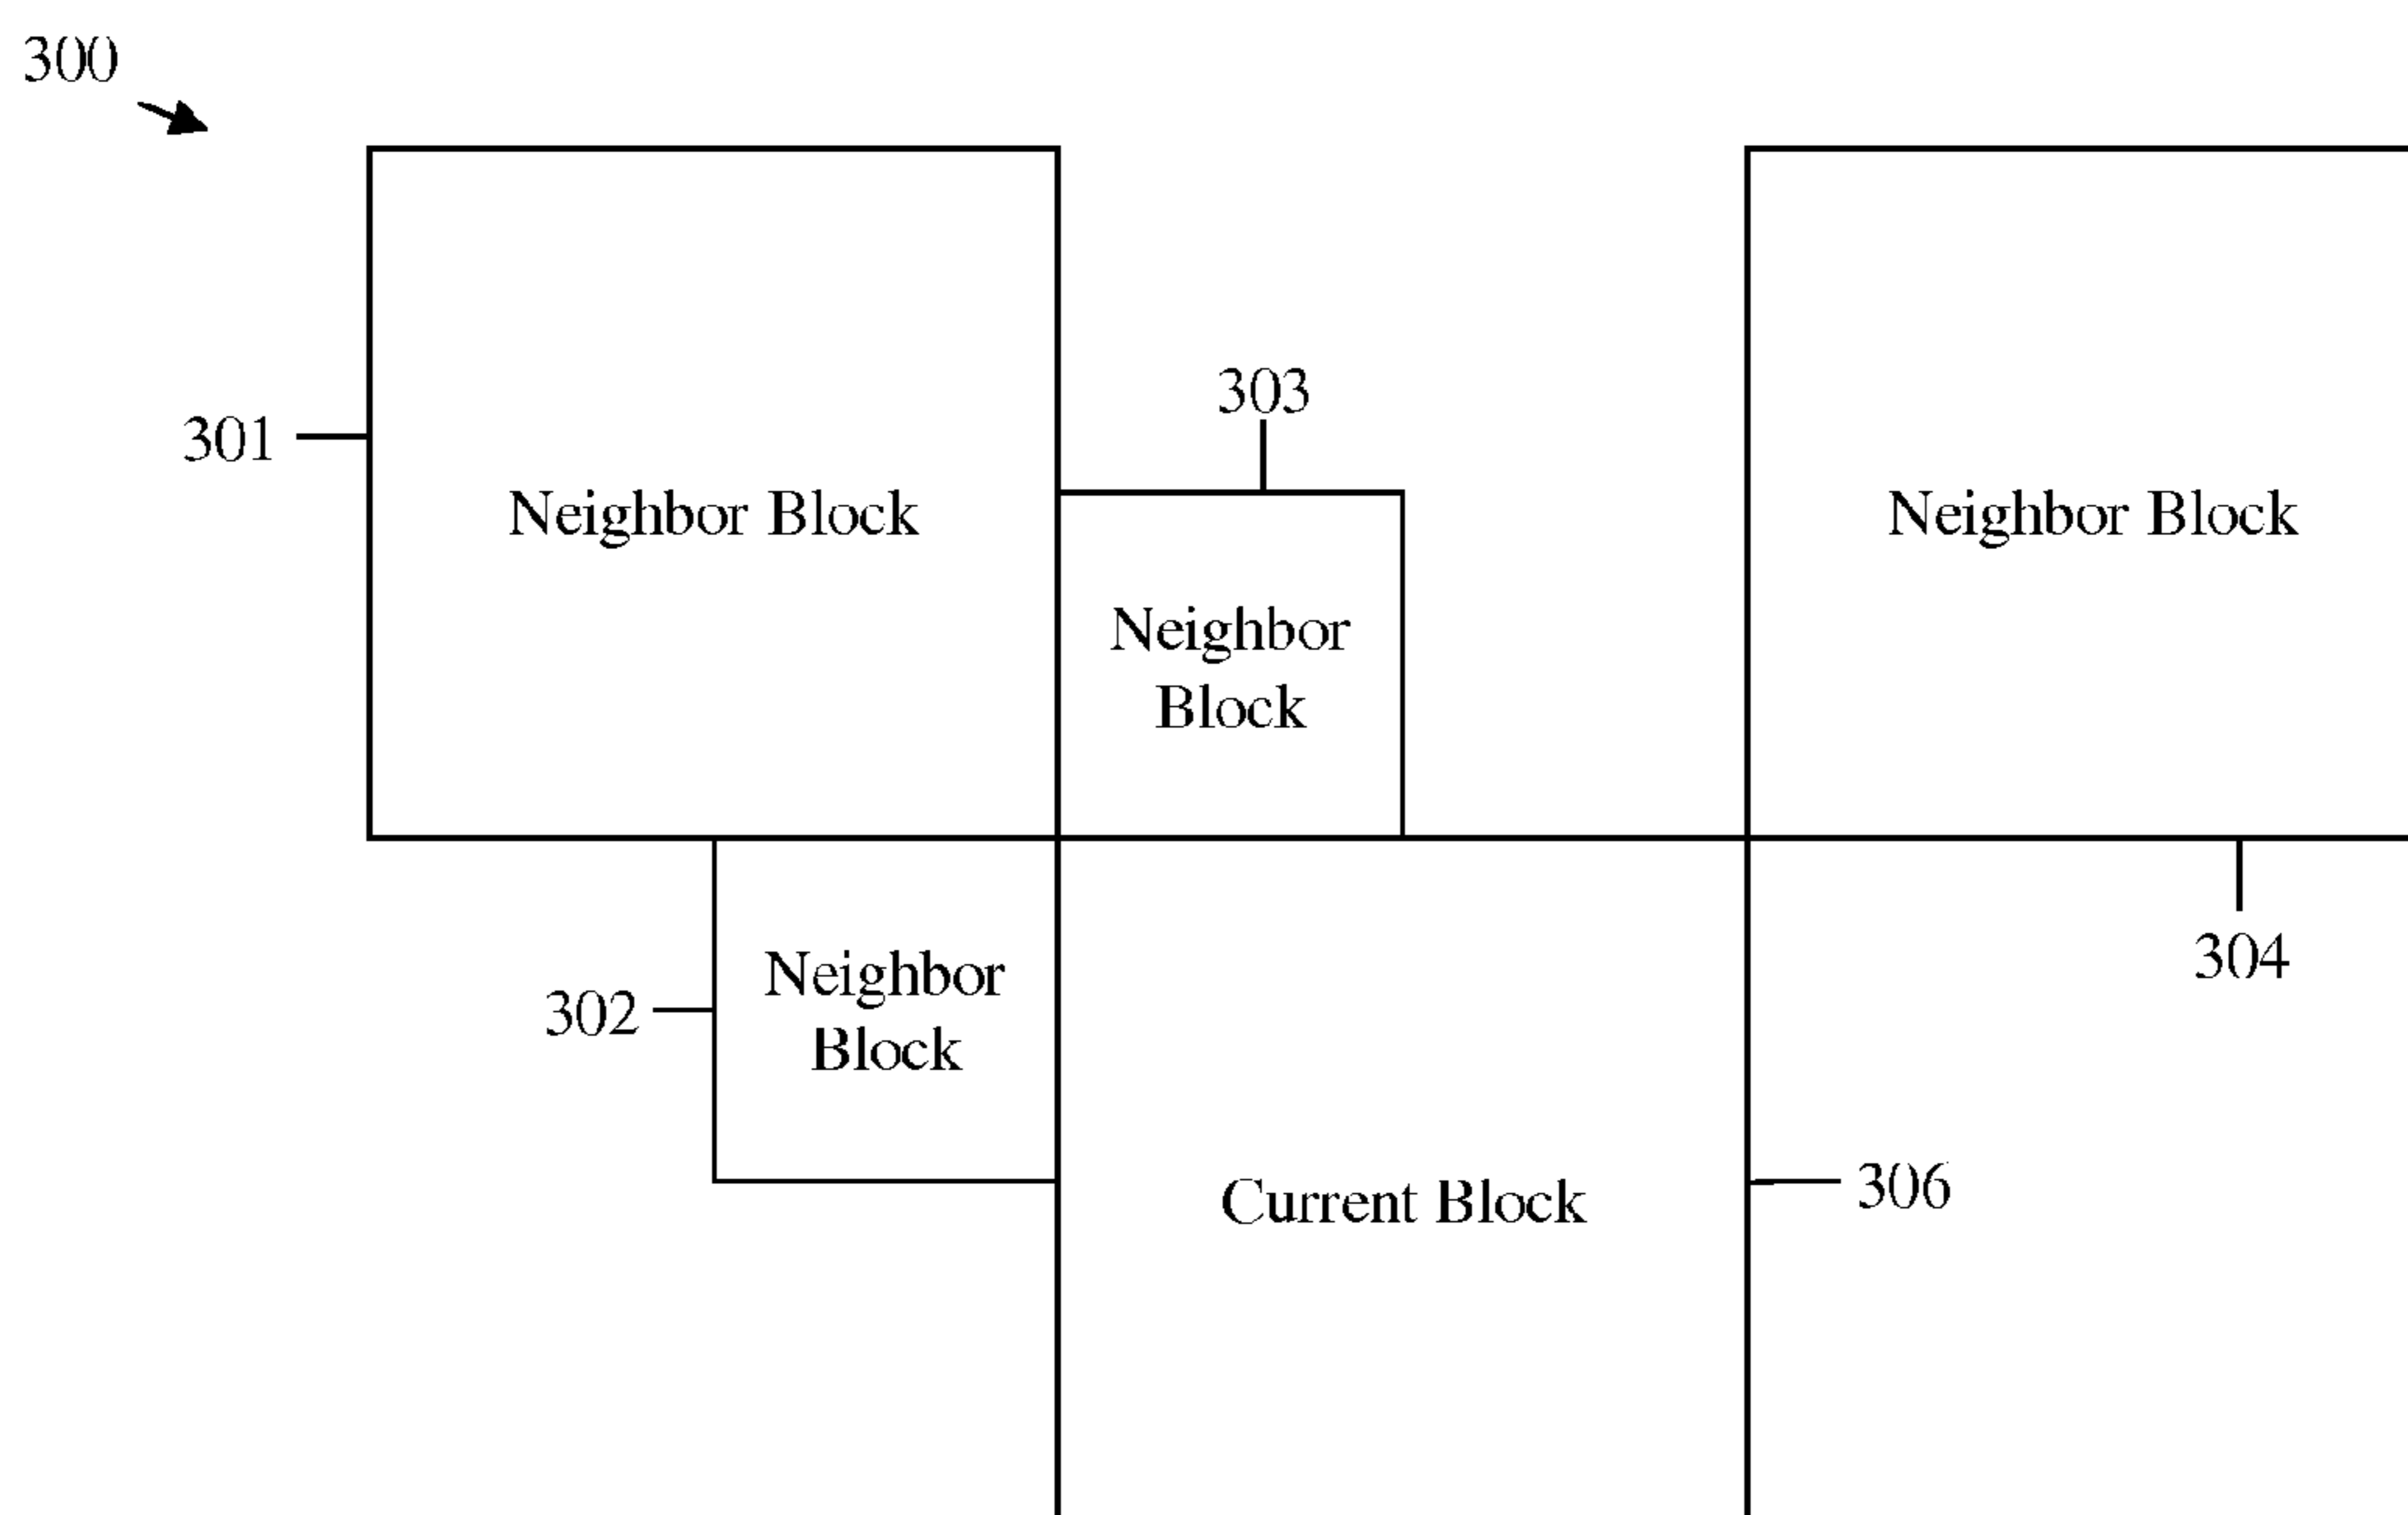 300
303
301
Neighbor Block
Neighbor Block
Neighbor
Block
304
Neighbor
Block
302
306
Current Block